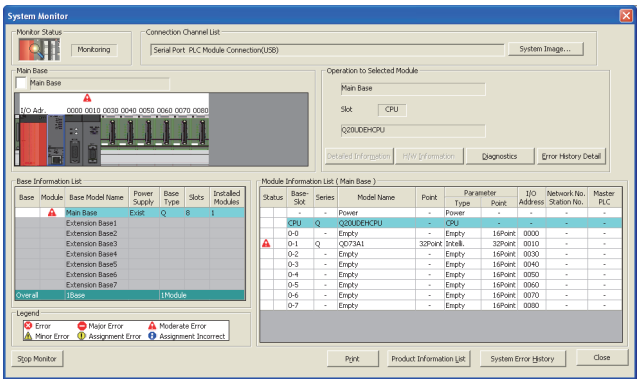 System Monitor
Monitor Status
Monitoring
Connection Channel List
Serial Port PLC Module Connection(USB)
System Image...
Main Base
Main Base
I/O Adr. 0000 0010 0030 0040 0050 0060 0070 0080
Operation to Selected Module
Main Base
Slot CPU
Q20UDEHCPU
Detailed Information H/W Information Diagnostics Error History Detail
Base Information List
Base Module Base Model Name Power Supply Base Type Slots Installed Modules
Main Base Exist Q 8 1
Extension Base1
Extension Base2
Extension Base3
Extension Base4
Extension Base5
Extension Base6
Extension Base7
Overall 1Base 1Module
Module Information List ( Main Base )
Status Base-Slot Series Model Name Point Parameter Type Point I/O Address Network No. Station No. Master PLC
- - Power - Power - - - -
CPU Q Q20UDEHCPU - CPU - - - -
0-0 - Empty - Empty 16Point 0000 - -
0-1 Q QD73A1 32Point Intelli. 32Point 0010 - -
0-2 - Empty - Empty 16Point 0030 - -
0-3 - Empty - Empty 16Point 0040 - -
0-4 - Empty - Empty 16Point 0050 - -
0-5 - Empty - Empty 16Point 0060 - -
0-6 - Empty - Empty 16Point 0070 - -
0-7 - Empty - Empty 16Point 0080 - -
Legend
Error Major Error Moderate Error
Minor Error Assignment Error Assignment Incorrect
Stop Monitor Print Product Information List System Error History Close